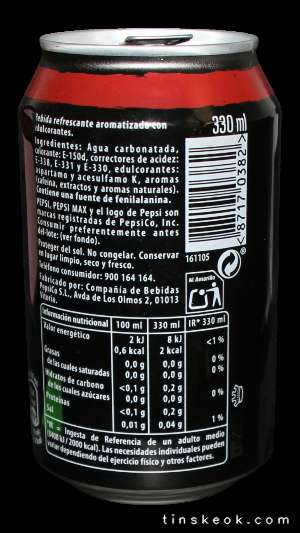 Bebida refrescante aromatizada con
edulcorantes.
330 ml
Ingredientes: Agua carbonatada,
colorante: E-150d, correctores de acidez:
E-338, E-331 y E-330, edulcorantes:
aspartamo y acesulfamo K, aromas
(cafeína, extractos y aromas naturales).
Contiene una fuente de fenilalanina.
PEPSI, PEPSI MAX y el logo de Pepsi son
marcas registradas de PepsiCo, Inc.
Consumir preferentemente antes
del-lote: (ver fondo).
Proteger del sol. No congelar. Conservar
en lugar limpio, seco y fresco.
Teléfono consumidor: 900 164 164.
Fabricado por: Compañía de Bebidas
PepsiCo S.L., Avda de Los Olmos 2, 01013
Vitoria.
<8717 0382>
161105
Al Amarillo
Información nutricional 100 ml 330 ml IR* 330 ml
Valor energético 2 kJ 8 kJ <1 %
0,6 kcal 2 kcal
Grasas 0,0 g 0,0 g 0 %
de las cuales saturadas 0,0 g 0,0 g 0 %
Hidratos de carbono <0,1 g 0,2 g
de los cuales azúcares 0,0 g 0,0 g 0 %
Proteínas <0,1 g 0,2 g
Sal 0,01 g 0,04 g 1 %
*IR = Ingesta de Referencia de un adulto medio
(8400 kJ / 2000 kcal). Las necesidades individuales pueden
variar dependiendo del ejercicio físico y otros factores.
tinskeok.com